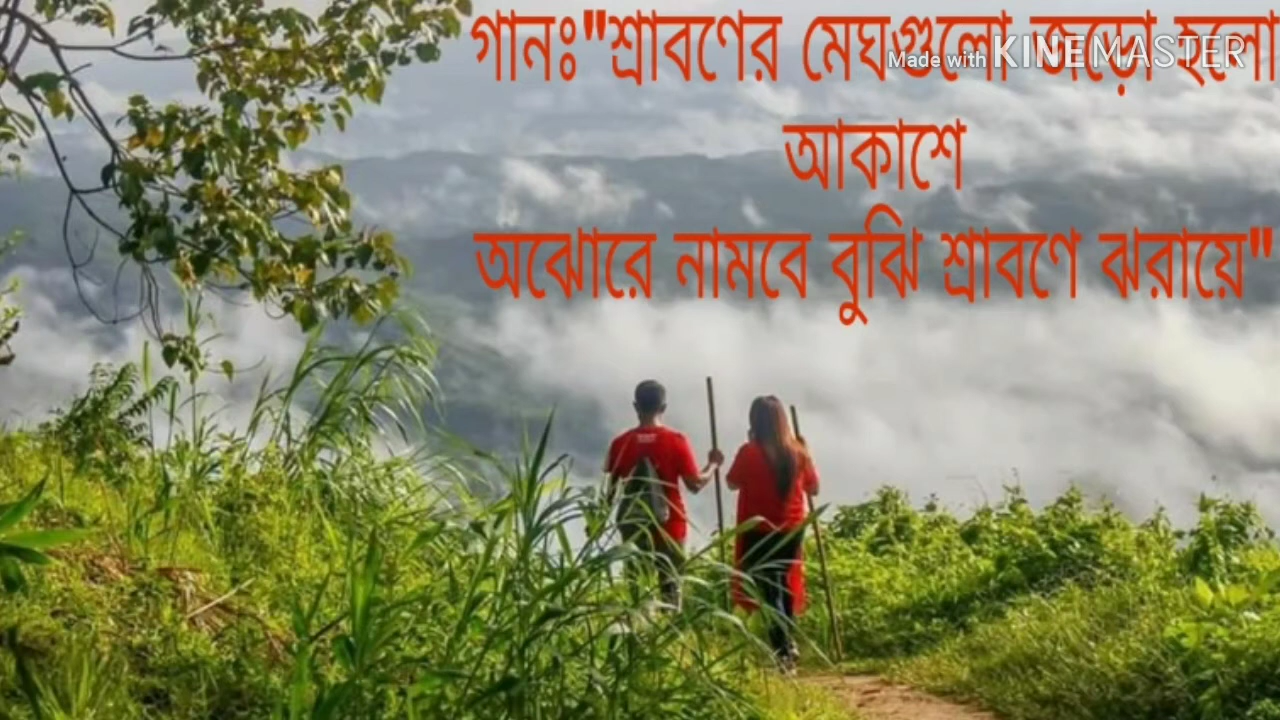 গানঃ"শ্রাবণের মেঘগুলো জড়ো হলো
Made with KINEMASTER
আকাশে
অঝোরে নামবে বুঝি শ্রাবণে ঝরায়ে"